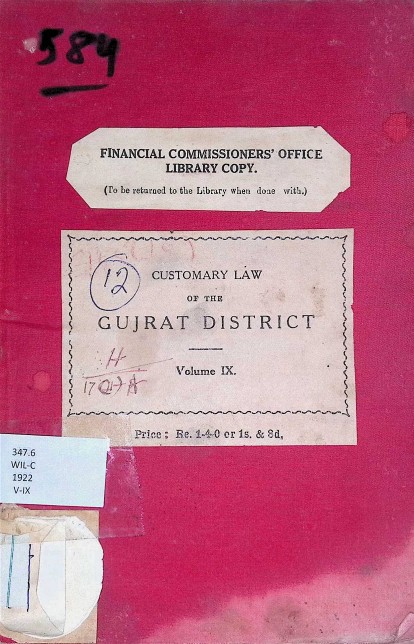 584
FINANCIAL COMMISSIONERS' OFFICE
LIBRARY COPY.
(To be returned to the Library when done with.)
12
CUSTOMARY LAW
OF THE
GUJRAT DISTRICT
Volume IX.
H
Price: Re. 1-4-0 or 1s. & 8d,
347.6
WIL-C
1922
V-IX